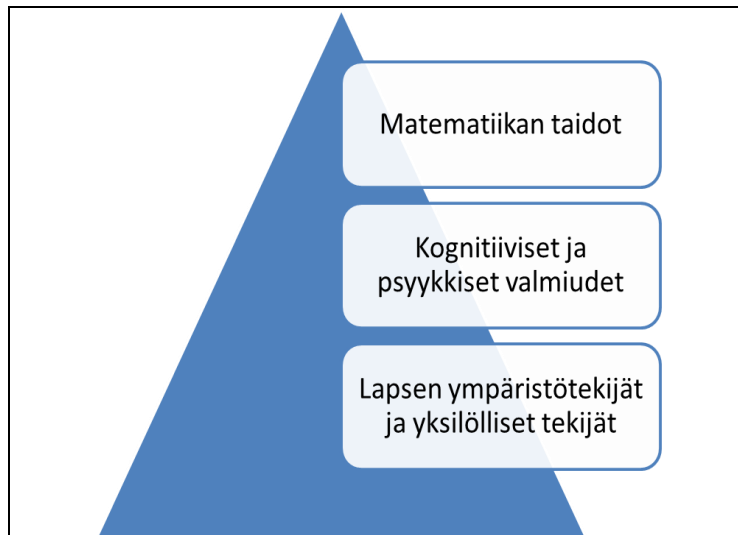 Matematiikan taidot
Kognitiiviset ja
psyykkiset valmiudet
Lapsen ympäristötekijät
ja yksilölliset tekijät